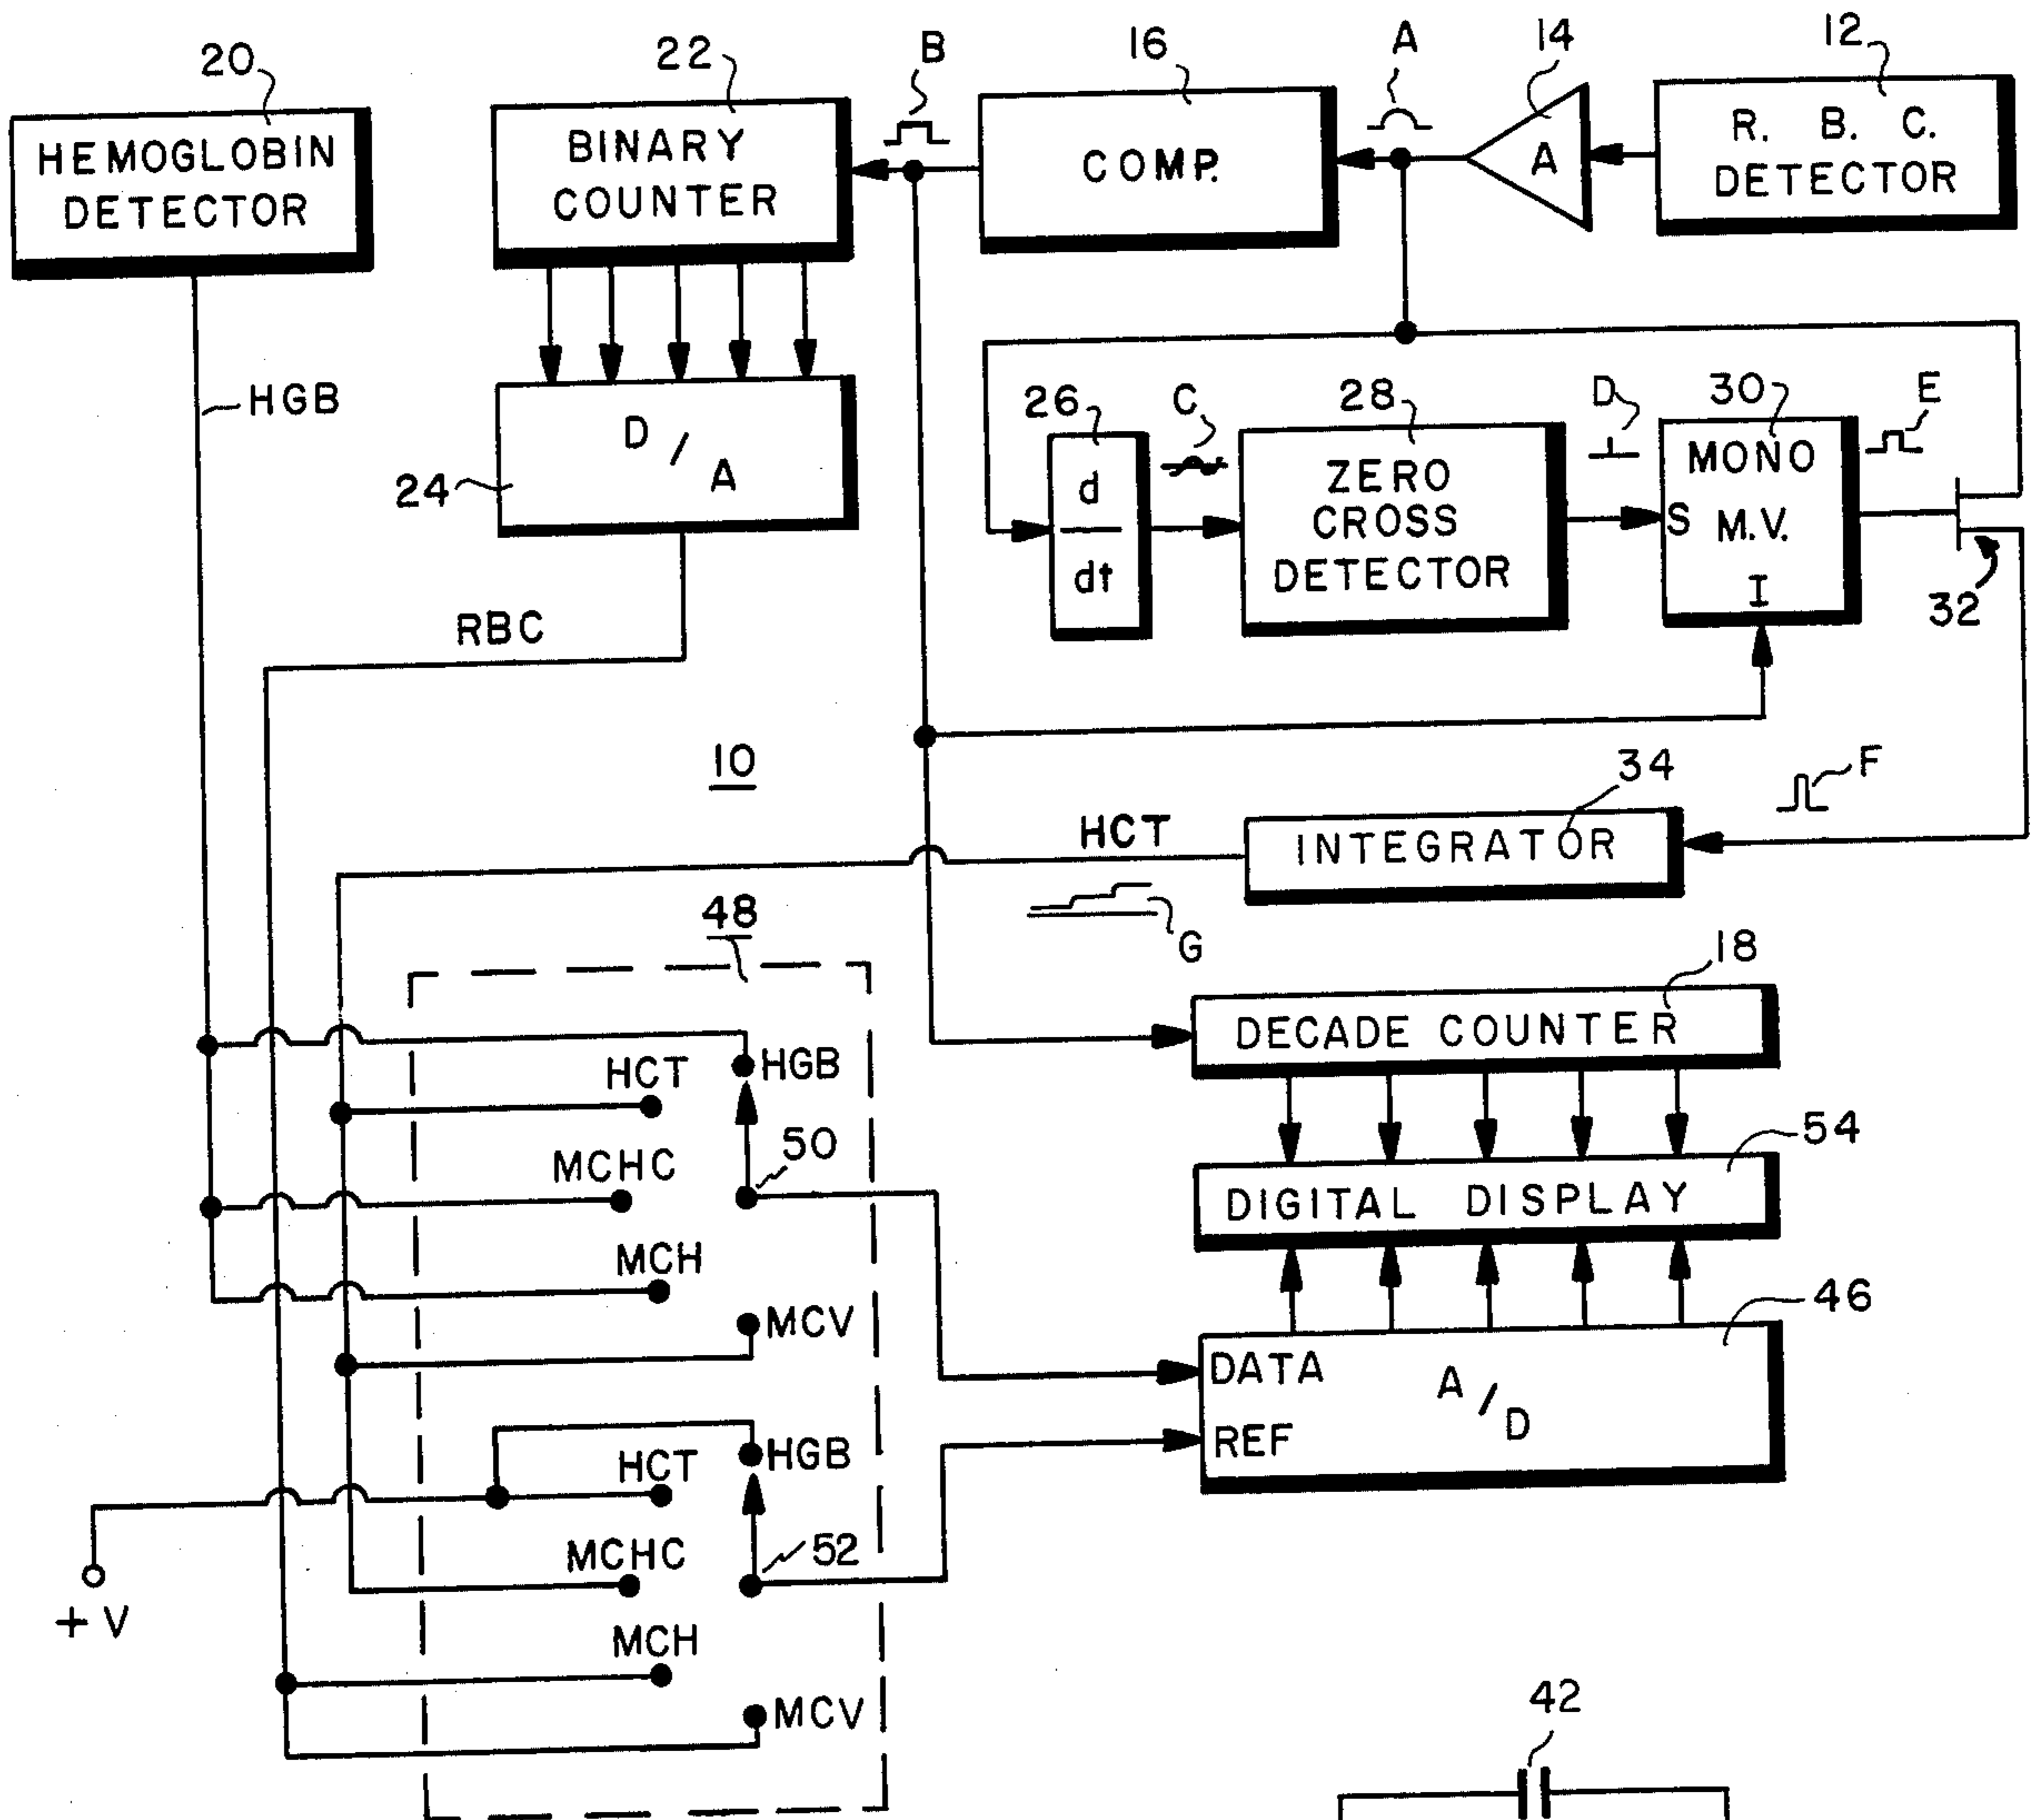 20
22
B
16
A
14
12
HEMOGLOBIN
DETECTOR
BINARY
COUNTER
COMP.
A
R. B. C.
DETECTOR
HGB
D/A
24
26
C
28
D
30
E
d
dt
ZERO
CROSS
DETECTOR
MONO
S M.V.
I
32
RBC
10
34
F
HCT
INTEGRATOR
G
48
18
DECADE COUNTER
HGB
HCT
50
MCHC
54
DIGITAL DISPLAY
MCH
MCV
46
DATA
A/D
REF
HGB
HCT
52
MCHC
+V
MCH
MCV
42